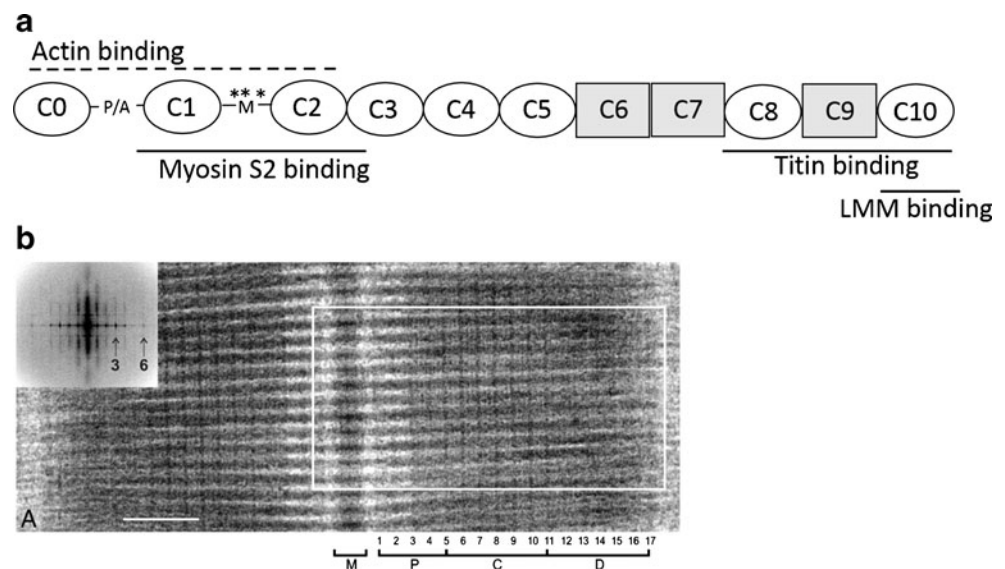 a
Actin binding
** *
C0 P/A C1 M C2 C3 C4 C5 C6 C7 C8 C9 C10
Myosin S2 binding
Titin binding
LMM binding
b
3 6
A
1 2 3 4 5 6 7 8 9 10 11 12 13 14 15 16 17
M P C D